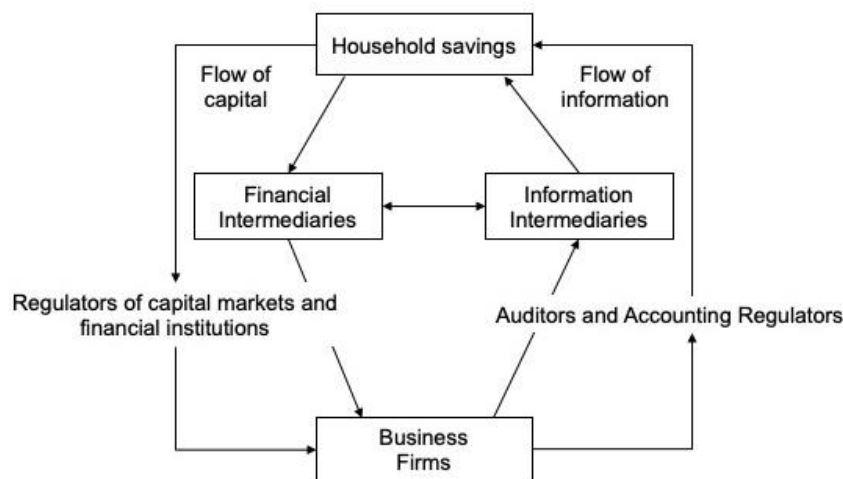 Household savings
Flow of
capital
Flow of
information
Financial
Intermediaries
Information
Intermediaries
Regulators of capital markets and
financial institutions
Auditors and Accounting Regulators
Business
Firms